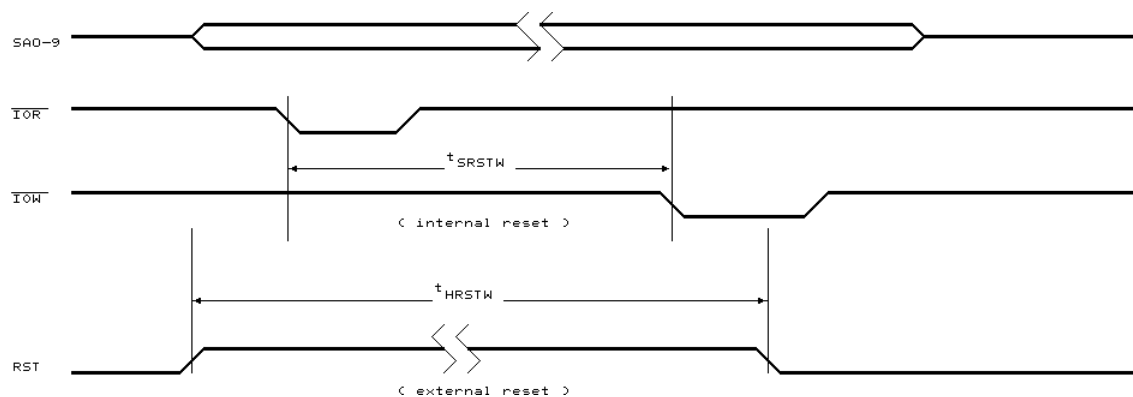 SA0-9
IOR
tSRSTW
IOW
( internal reset )
tHRSTW
RST
( external reset )